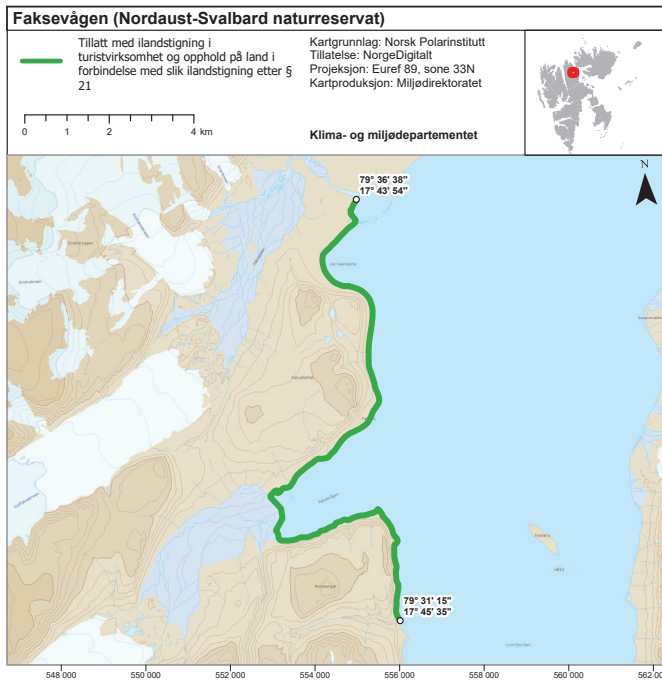 Faksevågen (Nordaust-Svalbard naturreservat)
Tillatt med ilandstigning i
turistvirksomhet og opphold på land i
forbindelse med slik ilandstigning etter §
21
0 1 2 4 km
Kartgrunnlag: Norsk Polarinstitutt
Tillatelse: NorgeDigitalt
Projeksjon: Euref 89, sone 33N
Kartproduksjon: Miljødirektoratet
Klima- og miljødepartementet
N
79° 36' 38"
17° 43' 54"
79° 31' 15"
17° 45' 35"
548 000 550 000 552 000 554 000 556 000 558 000 560 000 562 00